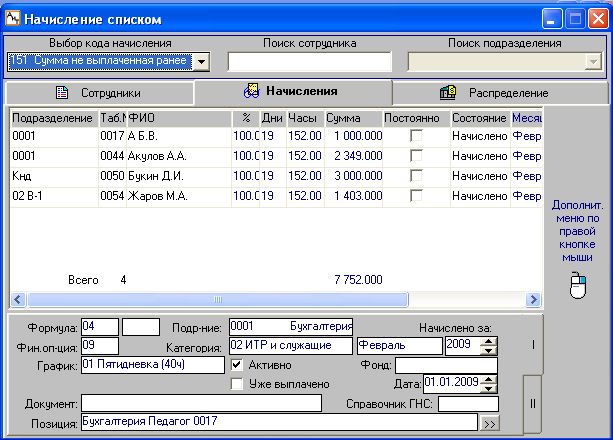 Начисление списком
Выбор кода начисления Поиск сотрудника Поиск подразделения
151 Сумма не выплаченная ранее
Сотрудники Начисления Распределение
Подразделение Таб.N ФИО % Дни Часы Сумма Постоянно Состояние Месяц
0001 0017 А Б.В. 100.0 19 152.00 1 000.000 Начислено Февр
0001 0044 Акулов А.А. 100.0 19 152.00 2 349.000 Начислено Февр
Кнд 0050 Букин Д.И. 100.0 19 152.00 3 000.000 Начислено Февр
02 В-1 0054 Жаров М.А. 100.0 19 152.00 1 403.000 Начислено Февр
Всего 4 7 752.000
Дополнит.
меню по
правой
кнопке
мыши
Формула: 04 Подр-ние: 0001 Бухгалтерия Начислено за:
Фин.оп-ция: 09 Категория: 02 ИТР и служащие Февраль 2009
График: 01 Пятидневка (40ч) Активно Фонд:
Уже выплачено Дата: 01.01.2009
Документ: Справочник ГНС:
Позиция: Бухгалтерия Педагог 0017 >>
I
II